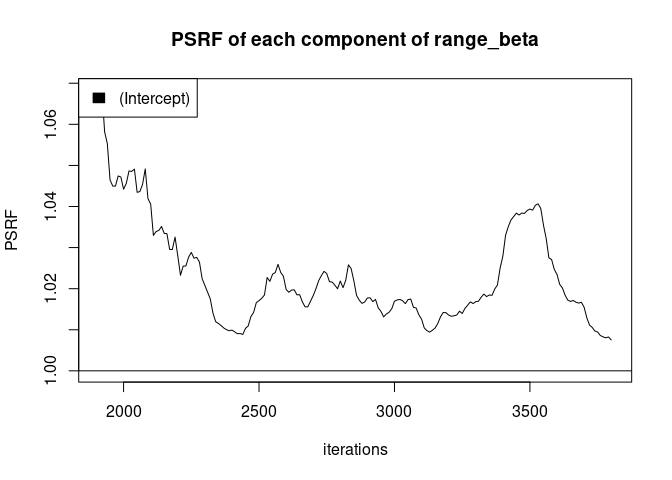 PSRF of each component of range_beta
(Intercept)
1.06
1.04
1.02
1.00
PSRF
2000 2500 3000 3500
iterations